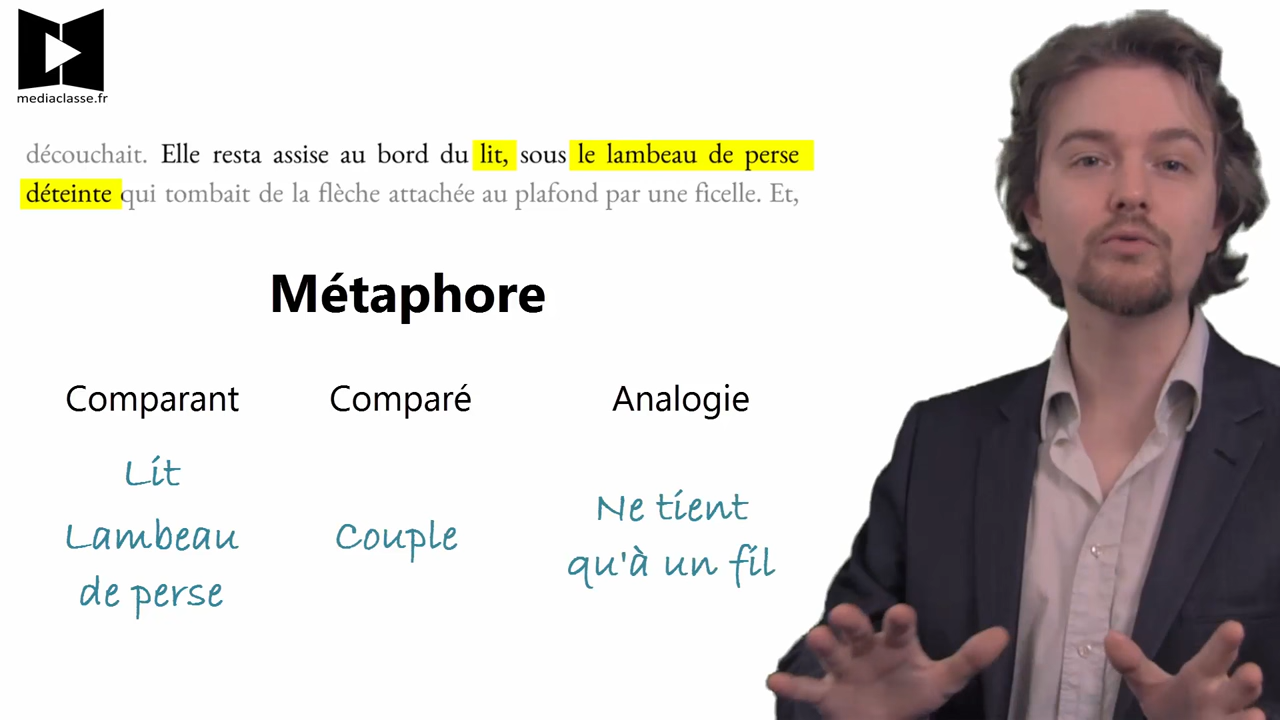 mediaclasse.fr
découchait. Elle resta assise au bord du lit, sous le lambeau de perse
déteinte qui tombait de la flèche attachée au plafond par une ficelle. Et,
Métaphore
Comparant Comparé Analogie
Lit
Lambeau
de perse
Couple
Ne tient
qu'à un fil